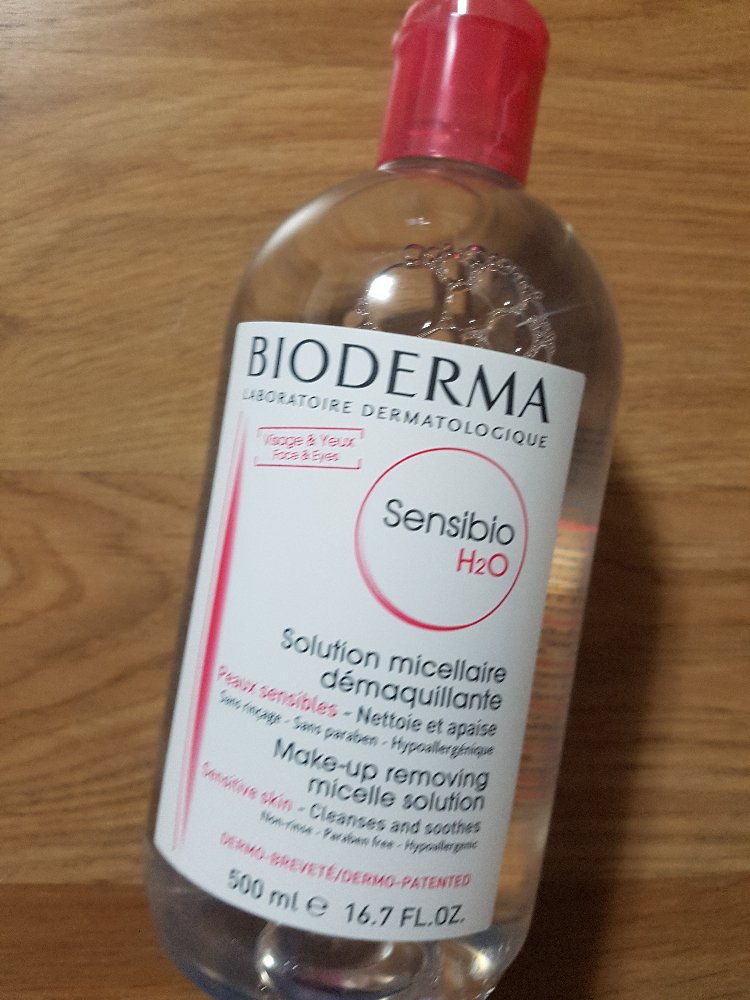 BIODERMA
LABORATOIRE DERMATOLOGIQUE
Visage & Yeux
Face & Eyes
Sensibio
H2O
Solution micellaire
démaquillante
Peaux sensibles - Nettoie et apaise
Sans rinçage - Sans paraben - Hypoallergénique
Make-up removing
micelle solution
Sensitive skin - Cleanses and soothes
Non-rinse - Paraben free - Hypoallergenic
DERMO-BREVETÉ/DERMO-PATENTED
500 ml ℮ 16.7 FL.OZ.